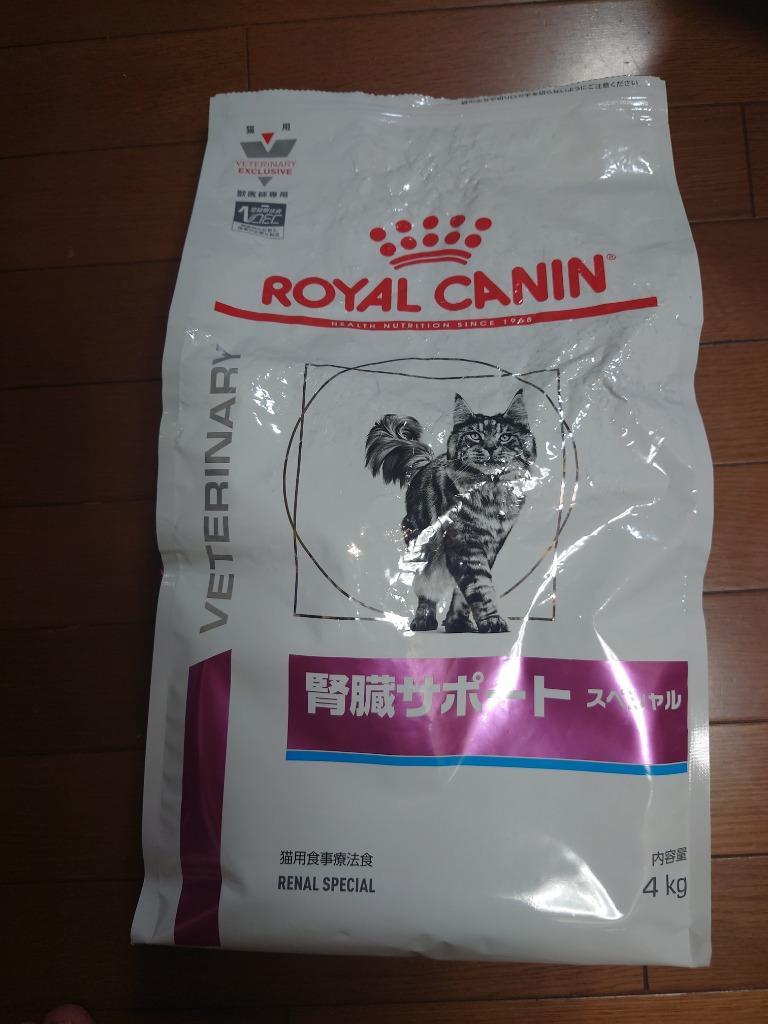 猫 用
VETERINARY
EXCLUSIVE
獣医師専用
ROYAL CANIN®
HEALTH NUTRITION SINCE 1968
VETERINARY
腎臓サポート スペシャル
猫用食事療法食
RENAL SPECIAL
内容量
4 kg